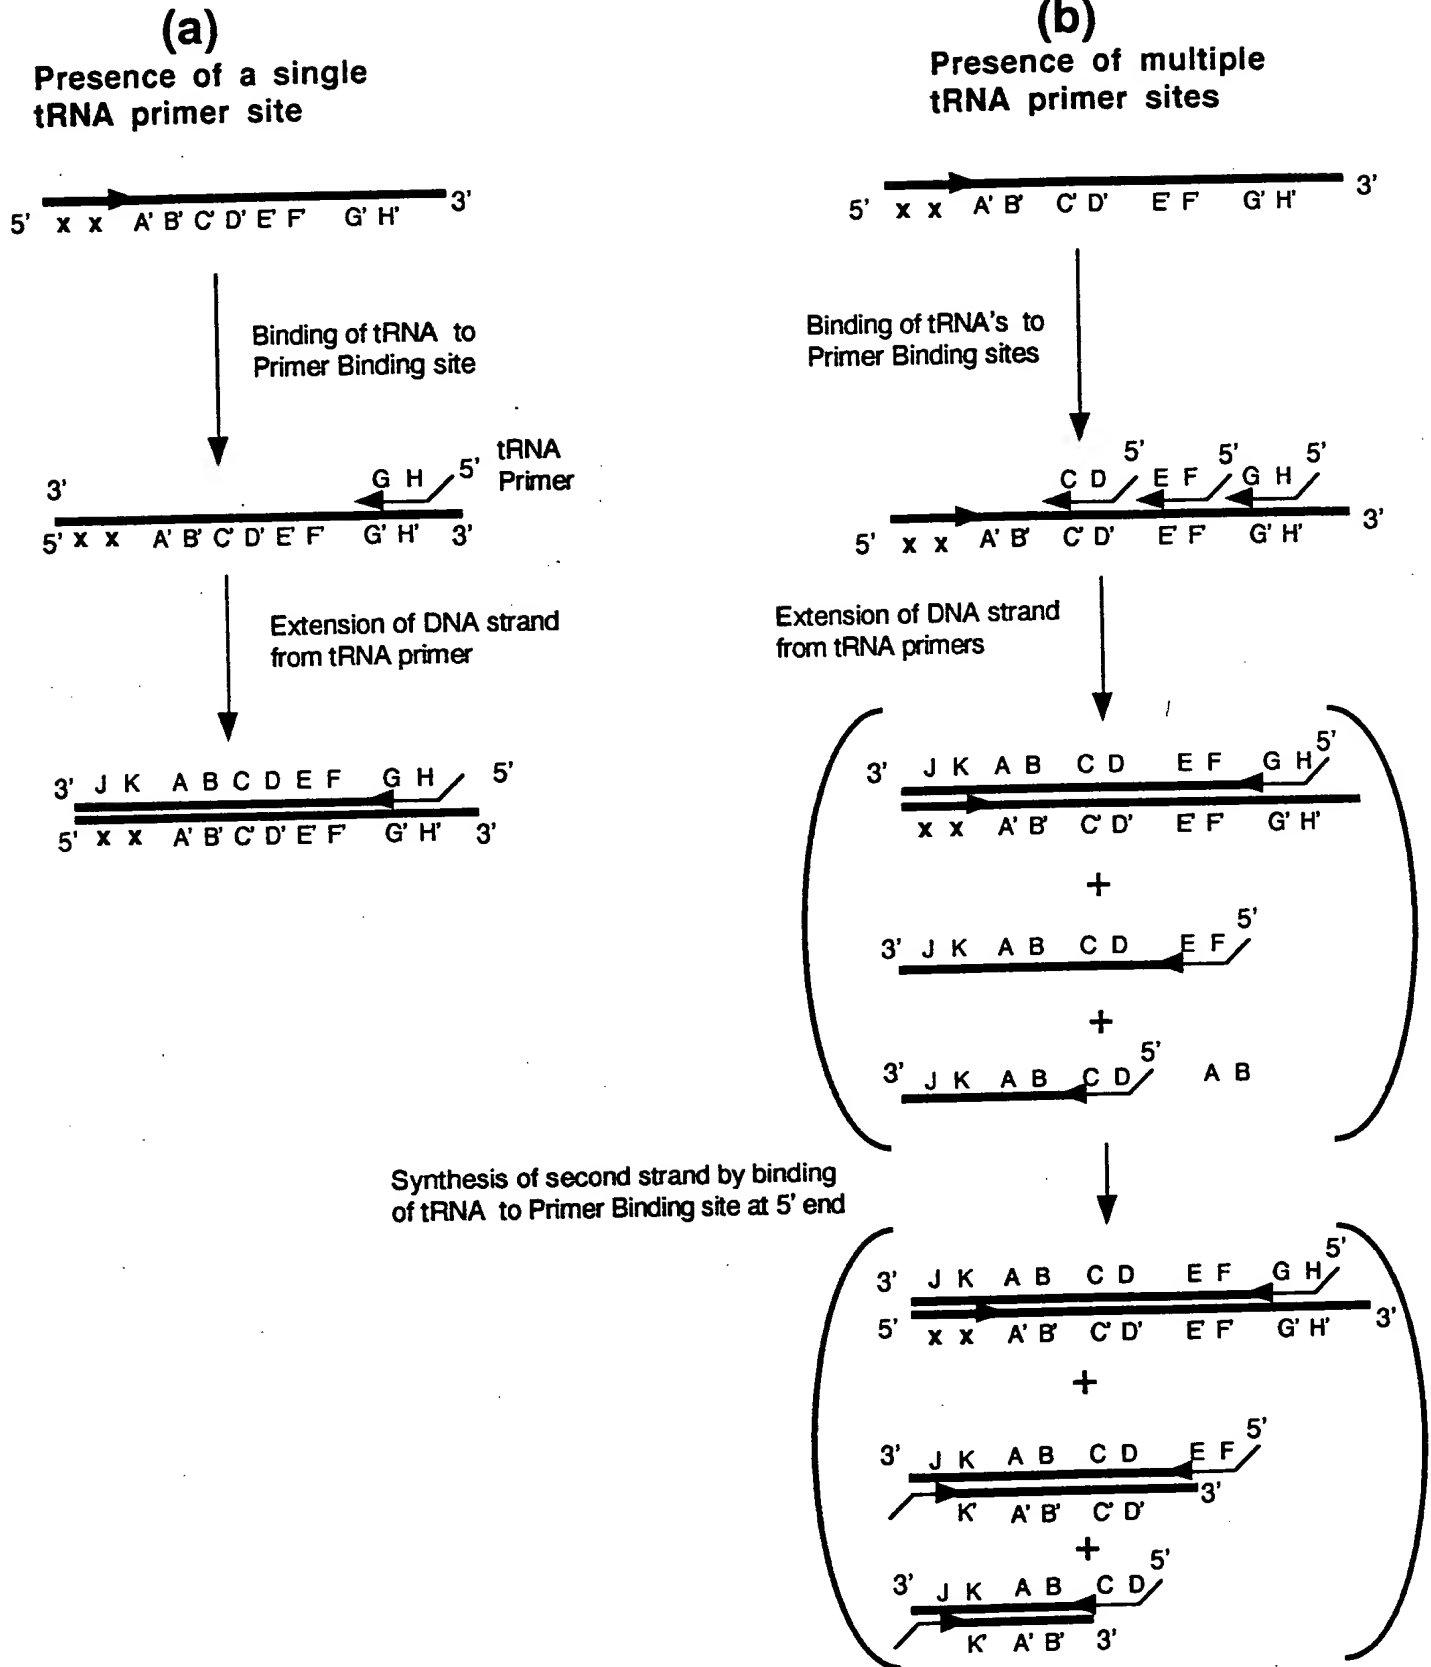 (a)
Presence of a single
tRNA primer site
5' x x A' B' C' D' E' F' G' H' 3'
Binding of tRNA to
Primer Binding site
3' G H 5' tRNA
Primer
5' x x A' B' C' D' E' F' G' H' 3'
Extension of DNA strand
from tRNA primer
3' J K A B C D E F G H 5'
5' x x A' B' C' D' E' F' G' H' 3'
(b)
Presence of multiple
tRNA primer sites
5' x x A' B' C' D' E' F' G' H' 3'
Binding of tRNA's to
Primer Binding sites
C D 5' E F 5' G H 5'
5' x x A' B' C' D' E' F' G' H' 3'
Extension of DNA strand
from tRNA primers
3' J K A B C D E F G H 5'
x x A' B' C' D' E' F' G' H'
+
3' J K A B C D E F 5'
+
3' J K A B C D 5' A B
Synthesis of second strand by binding
of tRNA to Primer Binding site at 5' end
3' J K A B C D E F G H 5'
5' x x A' B' C' D' E' F' G' H' 3'
+
3' J K A B C D E F 5'
K' A' B' C' D' 3'
+
3' J K A B C D 5'
K' A' B' 3'